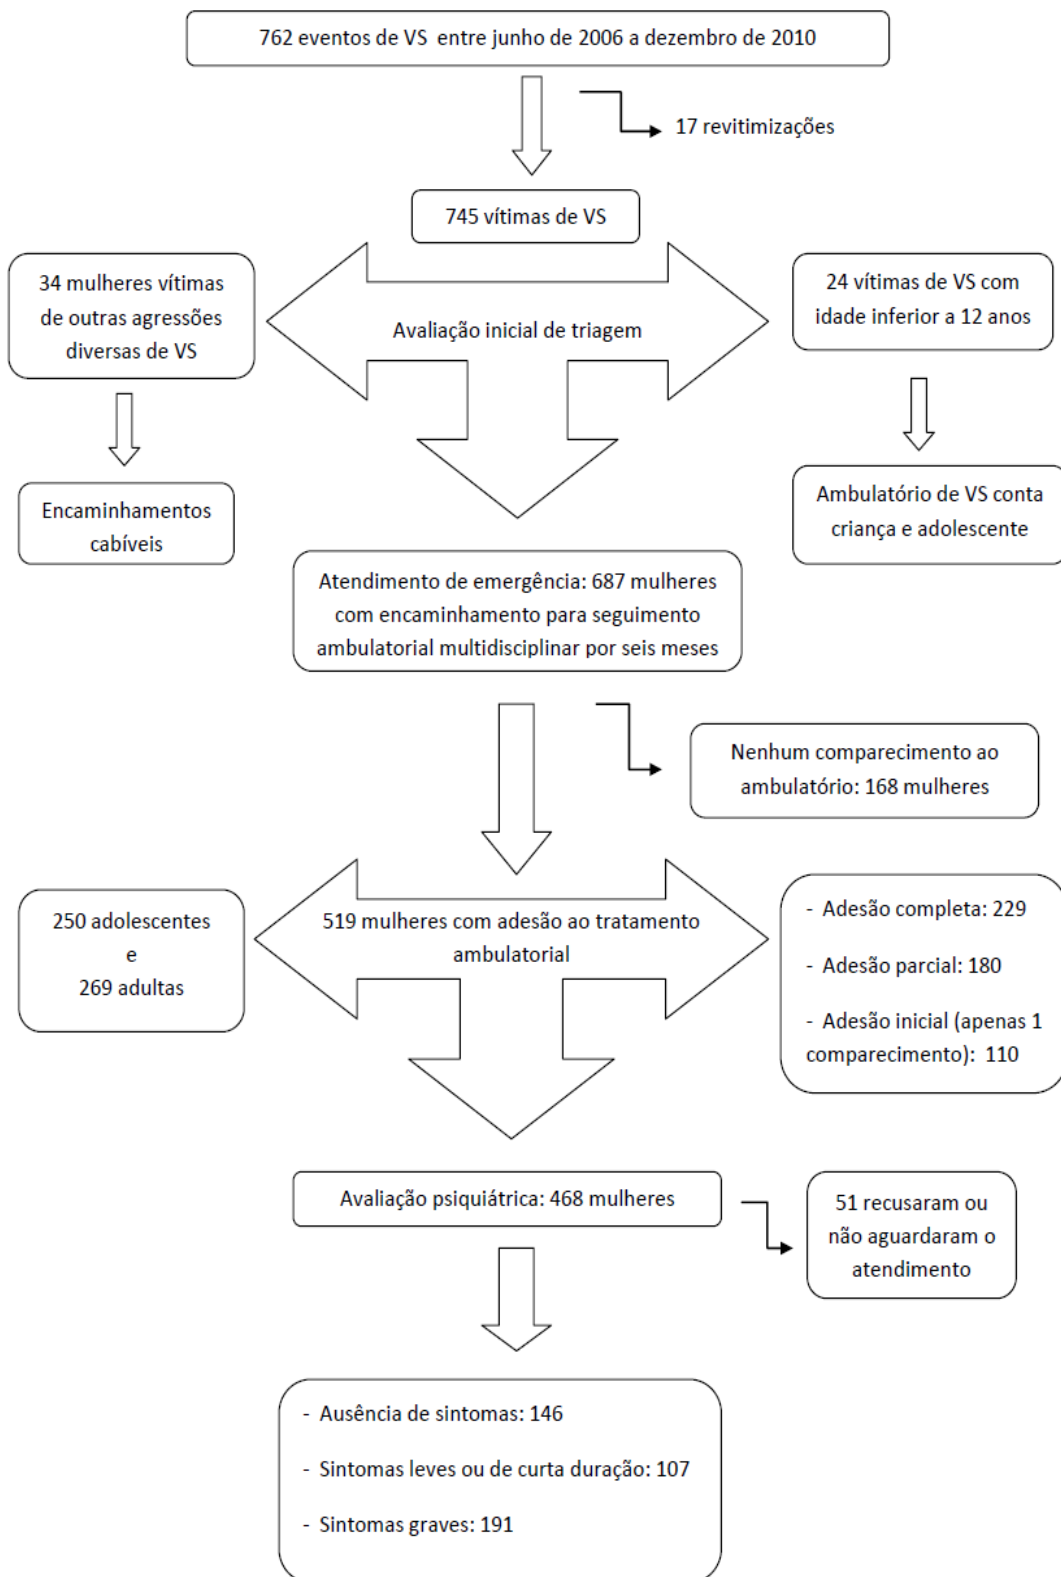 762 eventos de VS entre junho de 2006 a dezembro de 2010
17 revitimizações
745 vítimas de VS
34 mulheres vítimas
de outras agressões
diversas de VS
Avaliação inicial de triagem
24 vítimas de VS com
idade inferior a 12 anos
Encaminhamentos
cabíveis
Ambulatório de VS conta
criança e adolescente
Atendimento de emergência: 687 mulheres
com encaminhamento para seguimento
ambulatorial multidisciplinar por seis meses
Nenhum comparecimento ao
ambulatório: 168 mulheres
250 adolescentes
e
269 adultas
519 mulheres com adesão ao tratamento
ambulatorial
- Adesão completa: 229
- Adesão parcial: 180
- Adesão inicial (apenas 1
comparecimento): 110
Avaliação psiquiátrica: 468 mulheres
51 recusaram ou
não aguardaram o
atendimento
- Ausência de sintomas: 146
- Sintomas leves ou de curta duração: 107
- Sintomas graves: 191